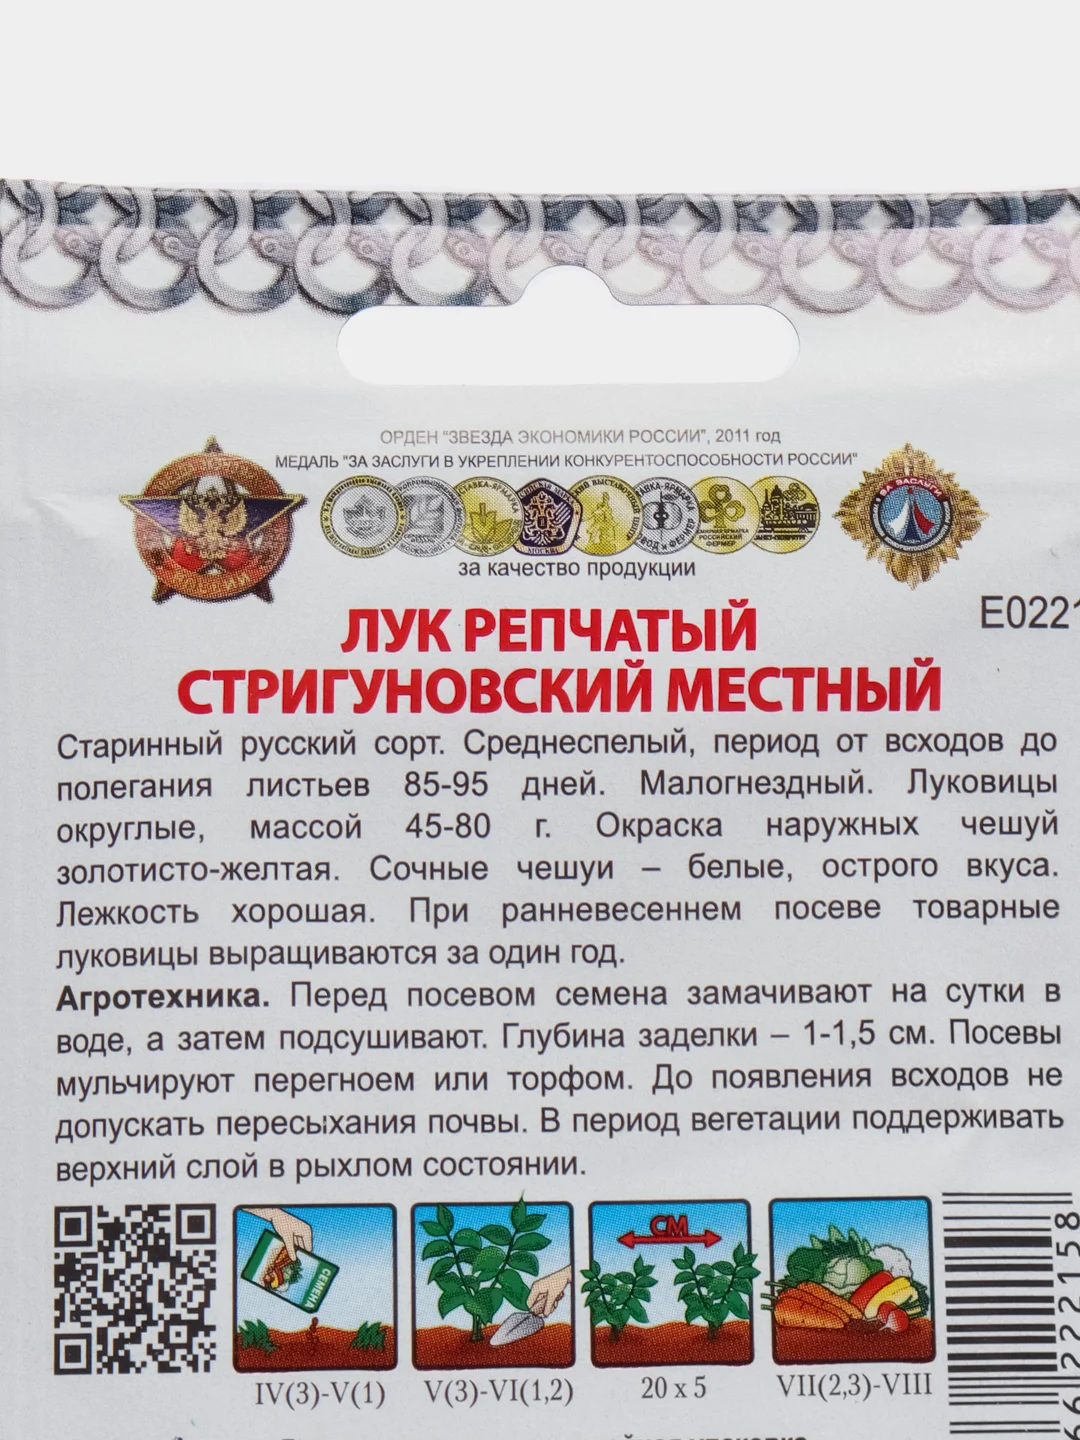 ОРДЕН "ЗВЕЗДА ЭКОНОМИКИ РОССИИ", 2011 год
МЕДАЛЬ "ЗА ЗАСЛУГИ В УКРЕПЛЕНИИ КОНКУРЕНТОСПОСОБНОСТИ РОССИИ"
за качество продукции
Е0221
ЛУК РЕПЧАТЫЙ
СТРИГУНОВСКИЙ МЕСТНЫЙ
Старинный русский сорт. Среднеспелый, период от всходов до
полегания листьев 85-95 дней. Малогнездный. Луковицы
округлые, массой 45-80 г. Окраска наружных чешуй
золотисто-желтая. Сочные чешуи – белые, острого вкуса.
Лежкость хорошая. При ранневесеннем посеве товарные
луковицы выращиваются за один год.
Агротехника. Перед посевом семена замачивают на сутки в
воде, а затем подсушивают. Глубина заделки – 1-1,5 см. Посевы
мульчируют перегноем или торфом. До появления всходов не
допускать пересыхания почвы. В период вегетации поддерживать
верхний слой в рыхлом состоянии.
СЕМЕНА
СМ
IV(3)-V(1)
V(3)-VI(1,2)
20 x 5
VII(2,3)-VIII